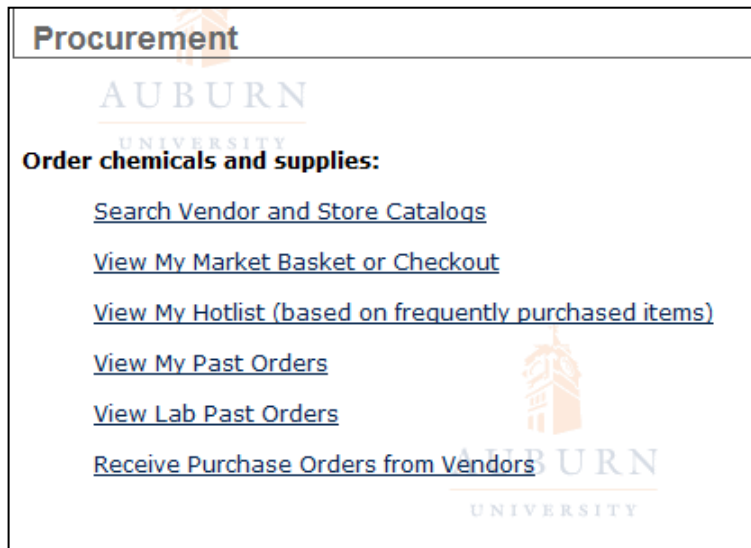 Procurement
AUBURN
UNIVERSITY
Order chemicals and supplies:
Search Vendor and Store Catalogs
View My Market Basket or Checkout
View My Hotlist (based on frequently purchased items)
View My Past Orders
View Lab Past Orders
Receive Purchase Orders from Vendors
AUBURN
UNIVERSITY